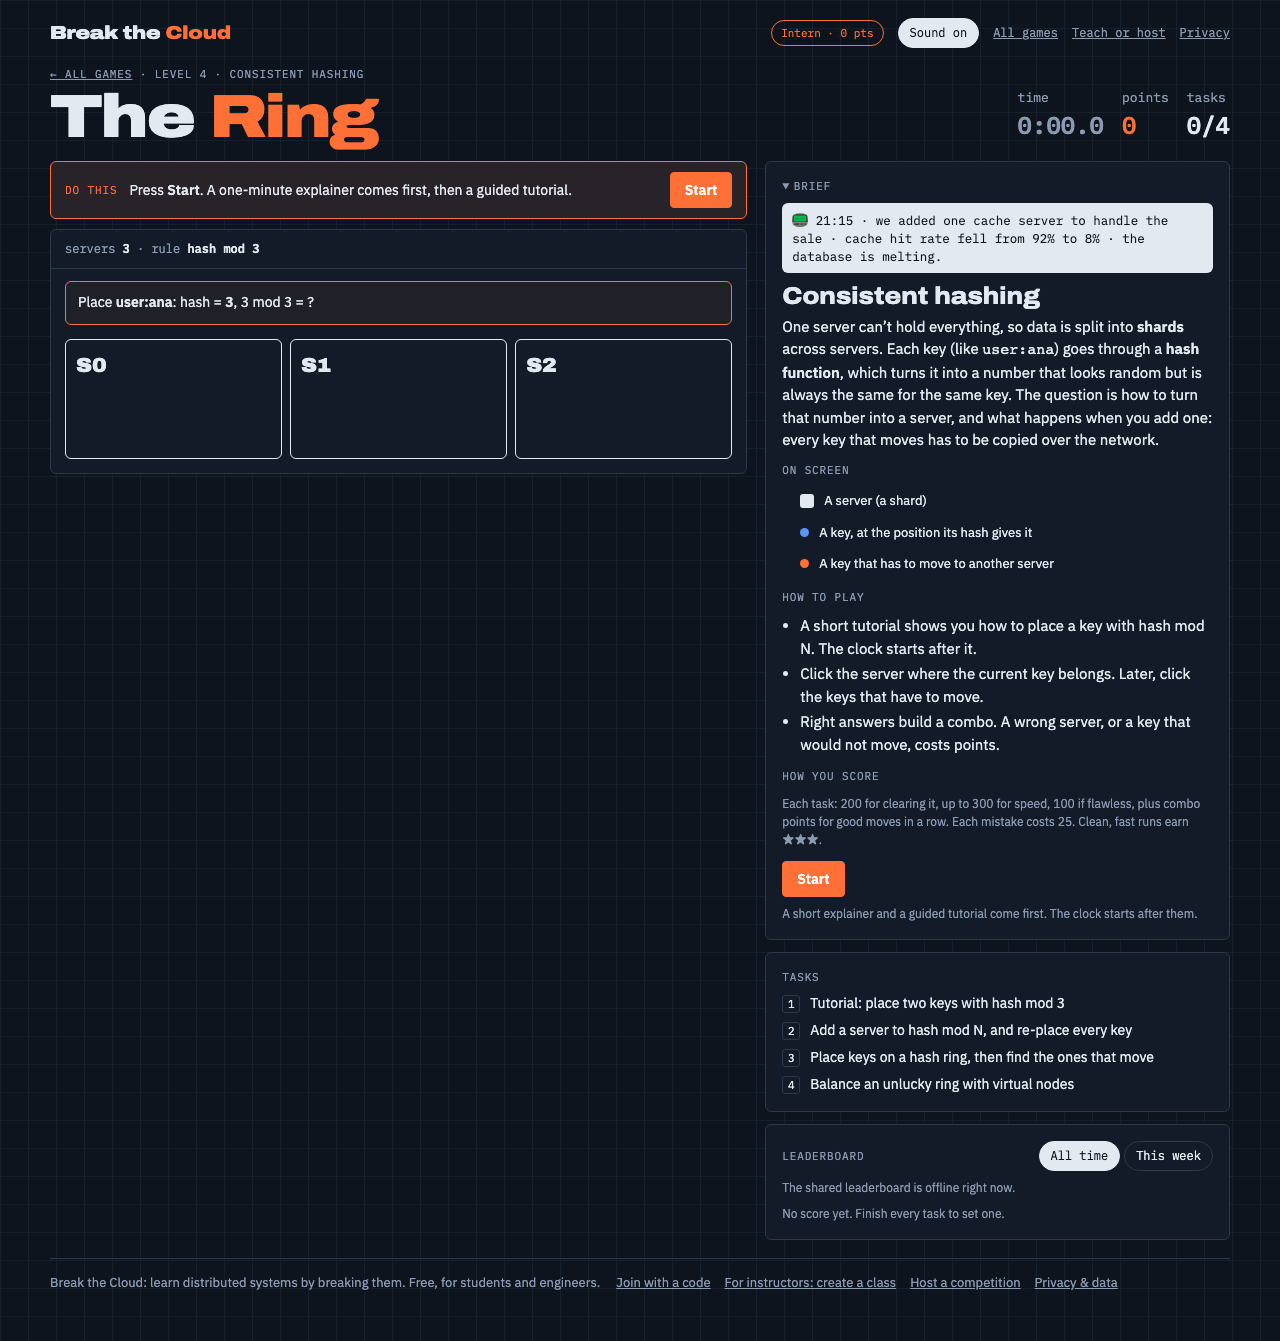 Break the Cloud
Intern · 0 pts
Sound on
All games
Teach or host
Privacy
← ALL GAMES · LEVEL 4 · CONSISTENT HASHING
The Ring
time
0:00.0
points
0
tasks
0/4
DO THIS Press Start. A one-minute explainer comes first, then a guided tutorial.
Start
servers 3 · rule hash mod 3
Place user:ana: hash = 3, 3 mod 3 = ?
S0
S1
S2
▼ BRIEF
21:15 · we added one cache server to handle the
sale · cache hit rate fell from 92% to 8% · the
database is melting.
Consistent hashing
One server can’t hold everything, so data is split into shards
across servers. Each key (like user:ana) goes through a hash
function, which turns it into a number that looks random but is
always the same for the same key. The question is how to turn
that number into a server, and what happens when you add one:
every key that moves has to be copied over the network.
ON SCREEN
A server (a shard)
A key, at the position its hash gives it
A key that has to move to another server
HOW TO PLAY
• A short tutorial shows you how to place a key with hash mod
N. The clock starts after it.
• Click the server where the current key belongs. Later, click
the keys that have to move.
• Right answers build a combo. A wrong server, or a key that
would not move, costs points.
HOW YOU SCORE
Each task: 200 for clearing it, up to 300 for speed, 100 if flawless, plus combo
points for good moves in a row. Each mistake costs 25. Clean, fast runs earn
★★★.
Start
A short explainer and a guided tutorial come first. The clock starts after them.
TASKS
1 Tutorial: place two keys with hash mod 3
2 Add a server to hash mod N, and re-place every key
3 Place keys on a hash ring, then find the ones that move
4 Balance an unlucky ring with virtual nodes
LEADERBOARD
All time
This week
The shared leaderboard is offline right now.
No score yet. Finish every task to set one.
Break the Cloud: learn distributed systems by breaking them. Free, for students and engineers.
Join with a code
For instructors: create a class
Host a competition
Privacy & data